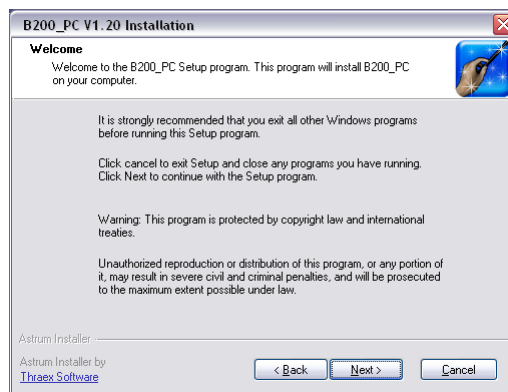 B200_PC V1.20 Installation
Welcome
Welcome to the B200_PC Setup program. This program will install B200_PC
on your computer.
It is strongly recommended that you exit all other Windows programs
before running this Setup program.
Click cancel to exit Setup and close any programs you have running.
Click Next to continue with the Setup program.
Warning: This program is protected by copyright law and international
treaties.
Unauthorized reproduction or distribution of this program, or any portion of
it, may result in severe civil and criminal penalties, and will be prosecuted
to the maximum extent possible under law.
Astrum Installer
Astrum Installer by
Thraex Software
< Back
Next >
Cancel